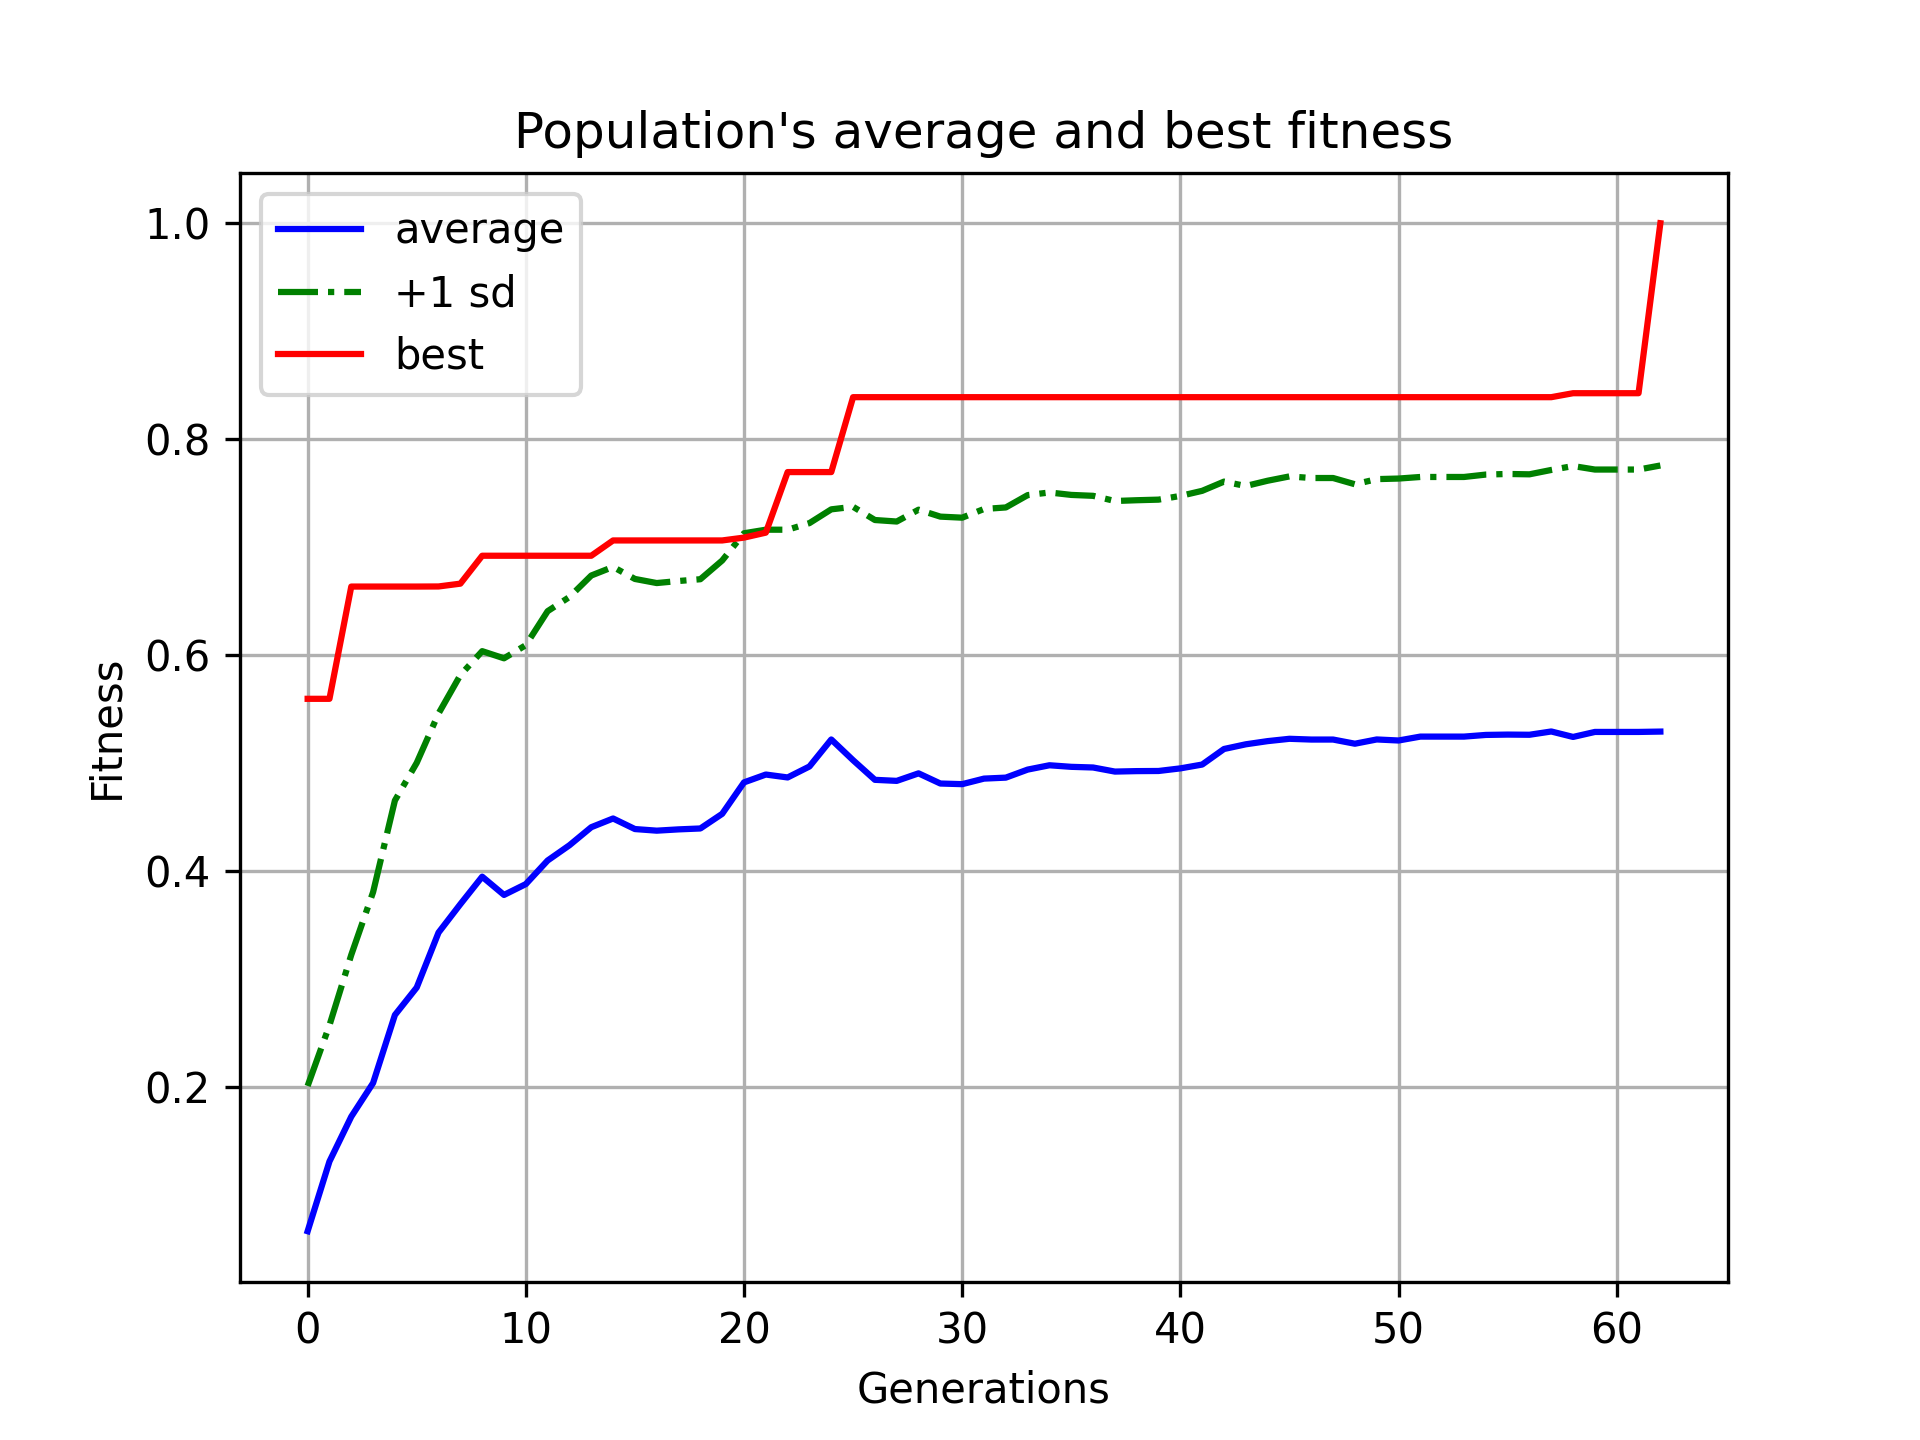 Population's average and best fitness
average
+1 sd
best
1.0
0.8
0.6
0.4
0.2
Fitness
0 10 20 30 40 50 60
Generations